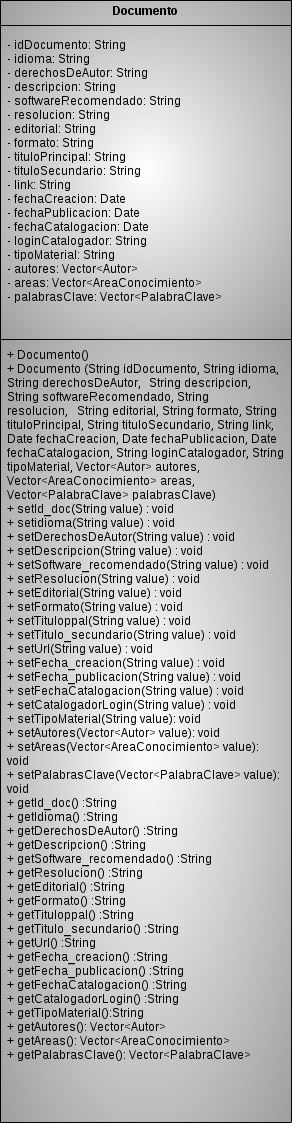 Documento
- idDocumento: String
- idioma: String
- derechosDeAutor: String
- descripcion: String
- softwareRecomendado: String
- resolucion: String
- editorial: String
- formato: String
- tituloPrincipal: String
- tituloSecundario: String
- link: String
- fechaCreacion: Date
- fechaPublicacion: Date
- fechaCatalogacion: Date
- loginCatalogador: String
- tipoMaterial: String
- autores: Vector<Autor>
- areas: Vector<AreaConocimiento>
- palabrasClave: Vector<PalabraClave>
+ Documento()
+ Documento (String idDocumento, String idioma,
String derechosDeAutor, String descripcion,
String softwareRecomendado, String
resolucion, String editorial, String formato, String
tituloPrincipal, String tituloSecundario, String link,
Date fechaCreacion, Date fechaPublicacion, Date
fechaCatalogacion, String loginCatalogador, String
tipoMaterial, Vector<Autor> autores,
Vector<AreaConocimiento> areas,
Vector<PalabraClave> palabrasClave)
+ setId_doc(String value) : void
+ setidioma(String value) : void
+ setDerechosDeAutor(String value) : void
+ setDescripcion(String value) : void
+ setSoftware_recomendado(String value) : void
+ setResolucion(String value) : void
+ setEditorial(String value) : void
+ setFormato(String value) : void
+ setTituloppal(String value) : void
+ setTitulo_secundario(String value) : void
+ setUrl(String value) : void
+ setFecha_creacion(String value) : void
+ setFecha_publicacion(String value) : void
+ setFechaCatalogacion(String value) : void
+ setCatalogadorLogin(String value) : void
+ setTipoMaterial(String value): void
+ setAutores(Vector<Autor> value): void
+ setAreas(Vector<AreaConocimiento> value):
void
+ setPalabrasClave(Vector<PalabraClave> value):
void
+ getId_doc() :String
+ getIdioma() :String
+ getDerechosDeAutor() :String
+ getDescripcion() :String
+ getSoftware_recomendado() :String
+ getResolucion() :String
+ getEditorial() :String
+ getFormato() :String
+ getTituloppal() :String
+ getTitulo_secundario() :String
+ getUrl() :String
+ getFecha_creacion() :String
+ getFecha_publicacion() :String
+ getFechaCatalogacion() :String
+ getCatalogadorLogin() :String
+ getTipoMaterial():String
+ getAutores(): Vector<Autor>
+ getAreas(): Vector<AreaConocimiento>
+ getPalabrasClave(): Vector<PalabraClave>